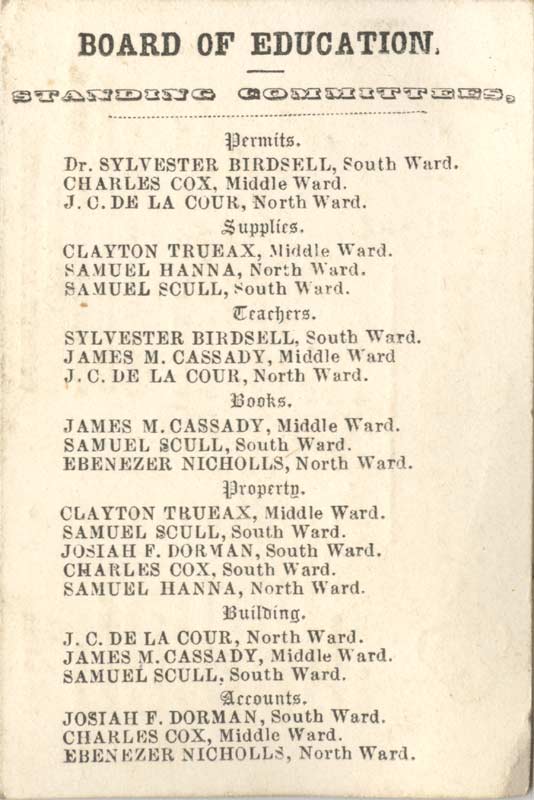 BOARD OF EDUCATION.
STANDING COMMITTEES,
Permits.
Dr. SYLVESTER BIRDSELL, South Ward.
CHARLES COX, Middle Ward.
J. C. DE LA COUR, North Ward.
Supplies.
CLAYTON TRUEAX, Middle Ward.
SAMUEL HANNA, North Ward.
SAMUEL SCULL, South Ward.
Teachers.
SYLVESTER BIRDSELL, South Ward.
JAMES M. CASSADY, Middle Ward
J. C. DE LA COUR, North Ward.
Books.
JAMES M. CASSADY, Middle Ward.
SAMUEL SCULL, South Ward.
EBENEZER NICHOLLS, North Ward.
Property.
CLAYTON TRUEAX, Middle Ward.
SAMUEL SCULL, South Ward.
JOSIAH F. DORMAN, South Ward.
CHARLES COX, South Ward.
SAMUEL HANNA, North Ward.
Building.
J. C. DE LA COUR, North Ward.
JAMES M. CASSADY, Middle Ward.
SAMUEL SCULL, South Ward.
Accounts.
JOSIAH F. DORMAN, South Ward.
CHARLES COX, Middle Ward.
EBENEZER NICHOLLS, North Ward.